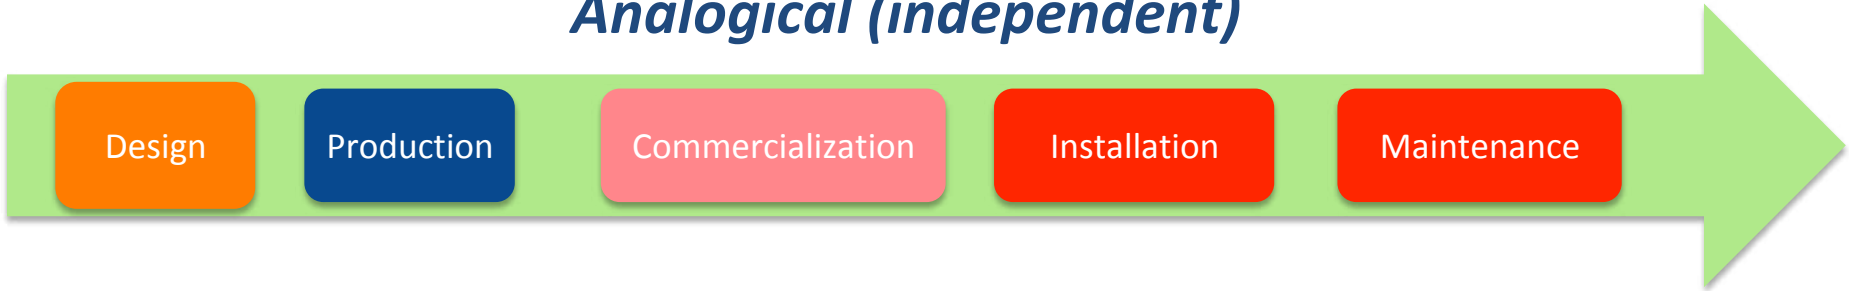 Analogical (independent)
Design
Production
Commercialization
Installation
Maintenance